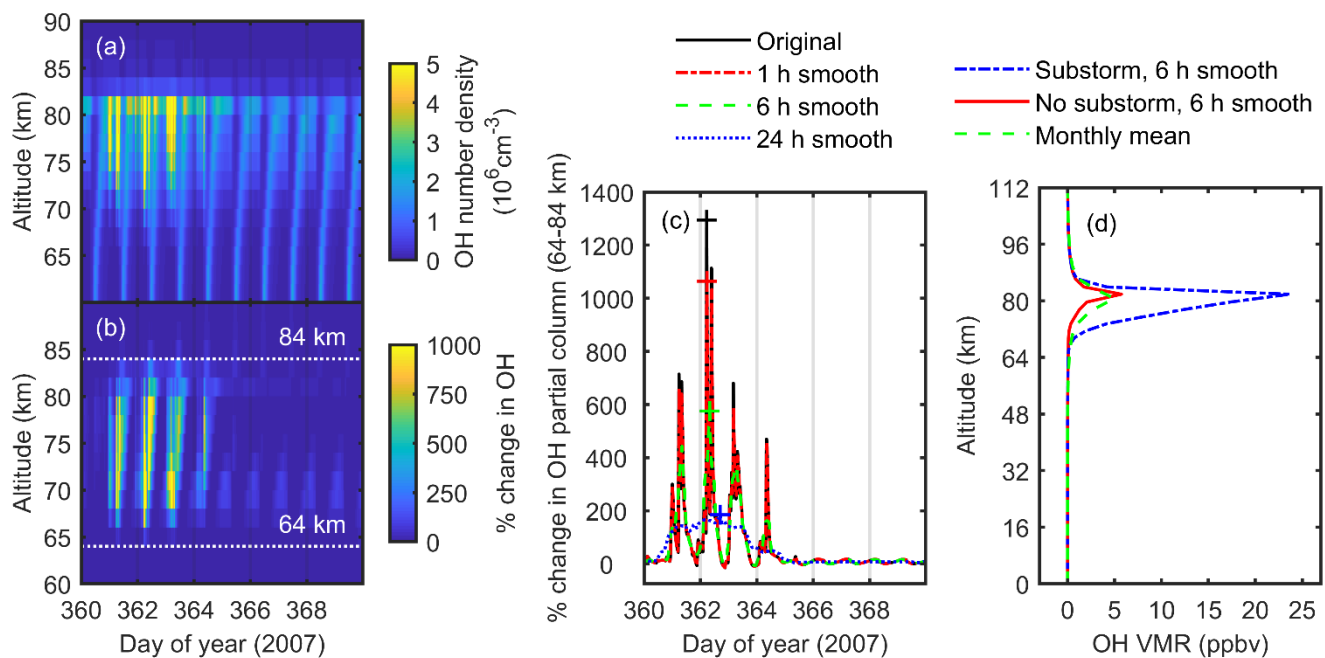 (a)
90
85
80
75
70
65
Altitude (km)
5
4
3
2
1
0
OH number density
(10⁶cm⁻³)
(b)
84 km
64 km
85
80
75
70
65
60
Altitude (km)
1000
750
500
250
0
% change in OH
360 362 364 366 368
Day of year (2007)
Original
1 h smooth
6 h smooth
24 h smooth
(c)
1400
1200
1000
800
600
400
200
0
% change in OH partial column (64-84 km)
360 362 364 366 368
Day of year (2007)
Substorm, 6 h smooth
No substorm, 6 h smooth
Monthly mean
(d)
112
96
80
64
48
32
16
0
Altitude (km)
0 5 10 15 20 25
OH VMR (ppbv)